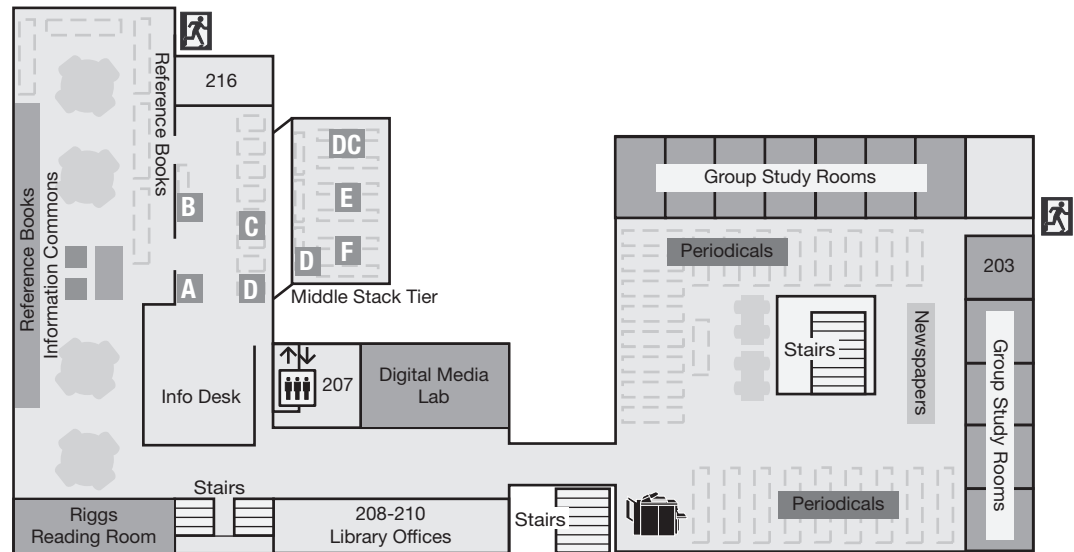 216
Reference Books
DC
Group Study Rooms
B
E
C
Periodicals
F
D
203
A
D
Middle Stack Tier
Reference Books
Information Commons
Stairs
Newspapers
Group Study Rooms
207
Digital Media
Lab
Info Desk
Stairs
Riggs
Reading Room
208-210
Library Offices
Stairs
Periodicals